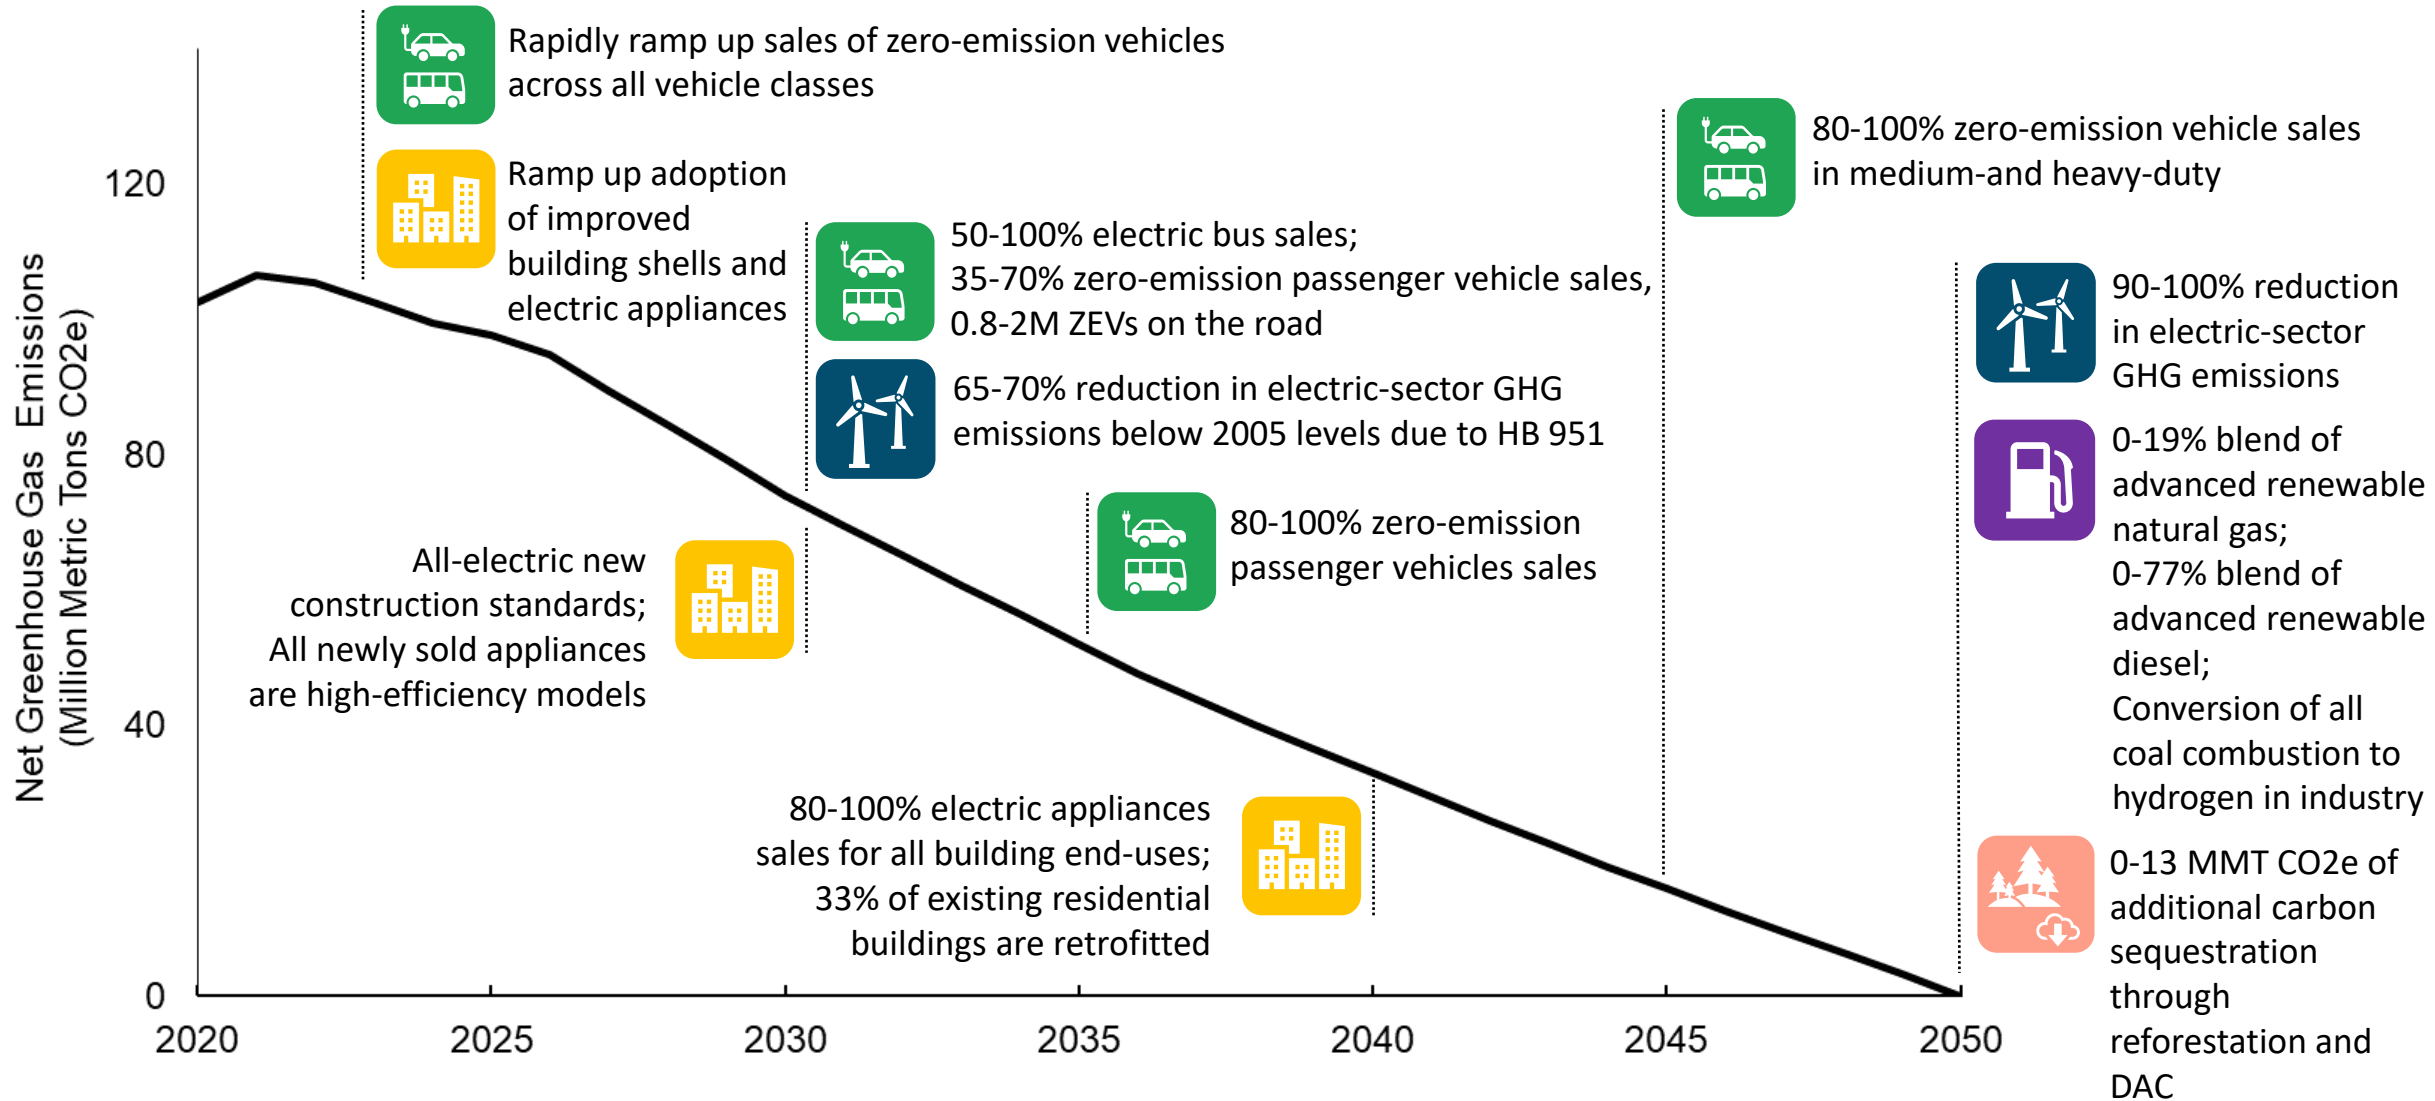 Rapidly ramp up sales of zero-emission vehicles
across all vehicle classes
Ramp up adoption
of improved
building shells and
electric appliances
80-100% zero-emission vehicle sales
in medium-and heavy-duty
50-100% electric bus sales;
35-70% zero-emission passenger vehicle sales,
0.8-2M ZEVs on the road
65-70% reduction in electric-sector GHG
emissions below 2005 levels due to HB 951
90-100% reduction
in electric-sector
GHG emissions
0-19% blend of
advanced renewable
natural gas;
0-77% blend of
advanced renewable
diesel;
Conversion of all
coal combustion to
hydrogen in industry
80-100% zero-emission
passenger vehicles sales
All-electric new
construction standards;
All newly sold appliances
are high-efficiency models
80-100% electric appliances
sales for all building end-uses;
33% of existing residential
buildings are retrofitted
0-13 MMT CO2e of
additional carbon
sequestration
through
reforestation and
DAC
Net Greenhouse Gas Emissions
(Million Metric Tons CO2e)
120
80
40
0
2020
2025
2030
2035
2040
2045
2050